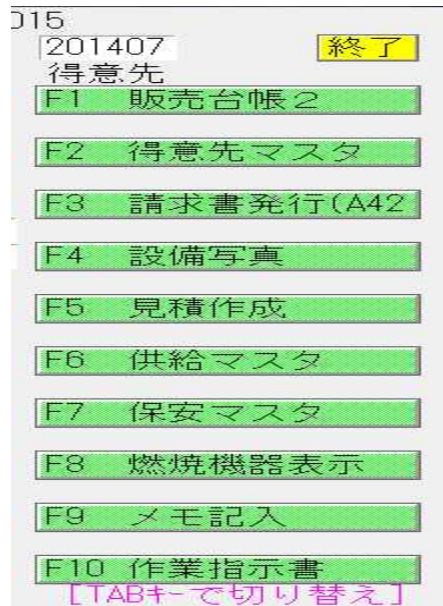 015
201407 終了
得意先
F1 販売台帳2
F2 得意先マスタ
F3 請求書発行(A42
F4 設備写真
F5 見積作成
F6 供給マスタ
F7 保安マスタ
F8 燃焼機器表示
F9 メモ記入
F10 作業指示書
[TABキーで切り替え]